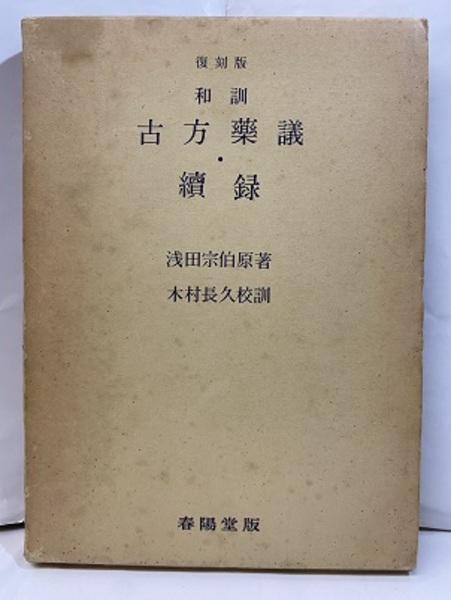 復刻版
和訓
古方藥議
・
續録
浅田宗伯原著
木村長久校訓
春陽堂版